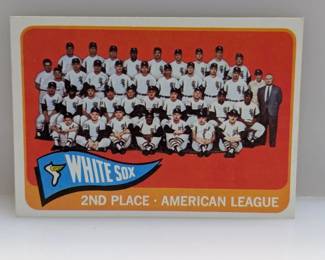 WHITE SOX
2ND PLACE · AMERICAN LEAGUE